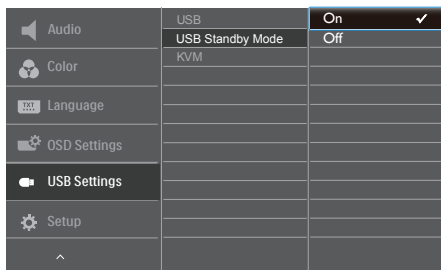 Audio
Color
TXT
Language
OSD Settings
USB Settings
Setup
USB
USB Standby Mode
KVM
On
Off